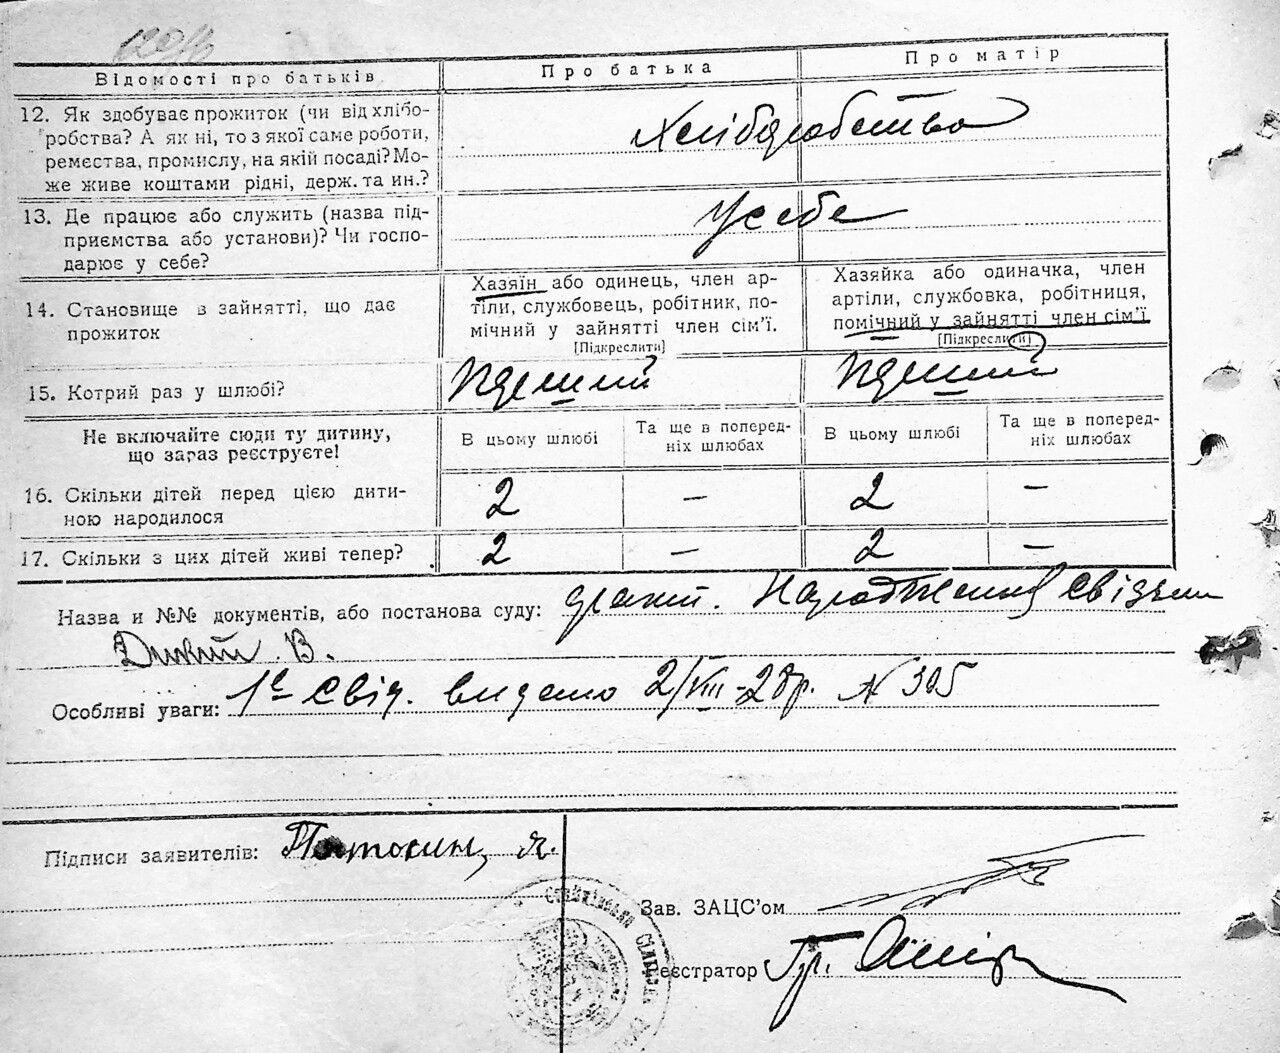 Відомості про батьків
Про батька
Про матір
12. Як здобуває прожиток (чи від хлібо-
робства? А як ні, то з якої саме роботи,
ремества, промислу, на якій посаді? Мо-
же живе коштами рідні, держ. та ин.?
Хліборобство
13. Де працює або служить (назва під-
приємства або установи)? Чи госпо-
дарює у себе?
У себе
14. Становище в зайнятті, що дає
прожиток
Хазяїн або одинець, член ар-
тіли, службовець, робітник, по-
мічний у зайнятті член сім'ї.
[Підкреслити]
Хазяйка або одиначка, член
артіли, службовка, робітниця,
помічний у зайнятті член сім'ї
[Підкреслити]
15. Котрий раз у шлюбі?
Перший
Перший
Не включайте сюди ту дитину,
що зараз реєструєте!
В цьому шлюбі
Та ще в поперед-
ніх шлюбах
В цьому шлюбі
Та ще в поперед-
ніх шлюбах
16. Скільки дітей перед цією дити-
ною народилося
2 — 2 —
17. Скільки з цих дітей живі тепер?
2 — 2 —
Назва и №№ документів, або постанова суду: Народження
В.
Особливі уваги: 1е свід. видано 2/VIII-28р. № 305
Підписи заявителів: я.
Зав. ЗАЦС'ом
Реєстратор Гр.